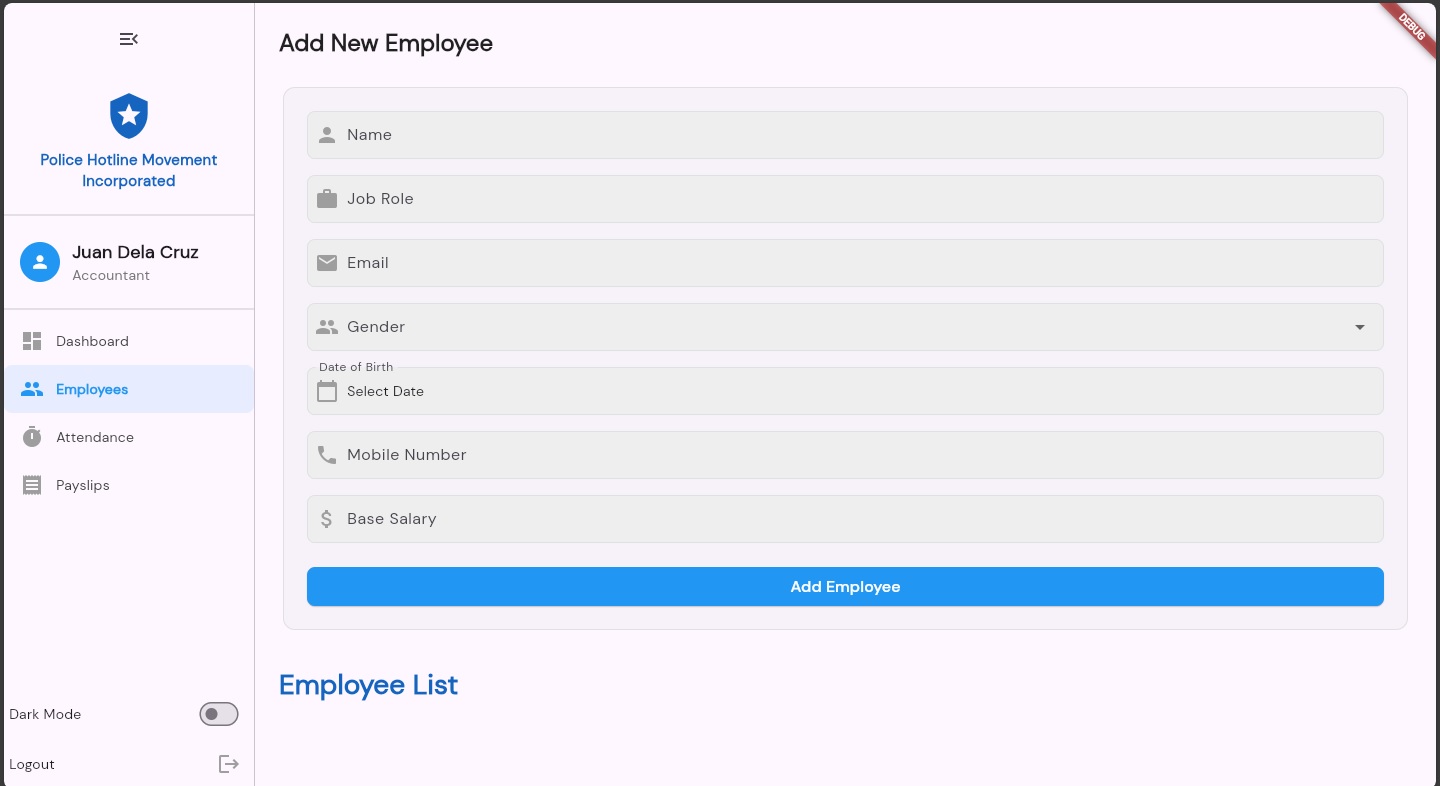 Police Hotline Movement
Incorporated
Juan Dela Cruz
Accountant
Dashboard
Employees
Attendance
Payslips
Dark Mode
Logout
Add New Employee
DEBUG
Name
Job Role
Email
Gender
Date of Birth
Select Date
Mobile Number
Base Salary
Add Employee
Employee List